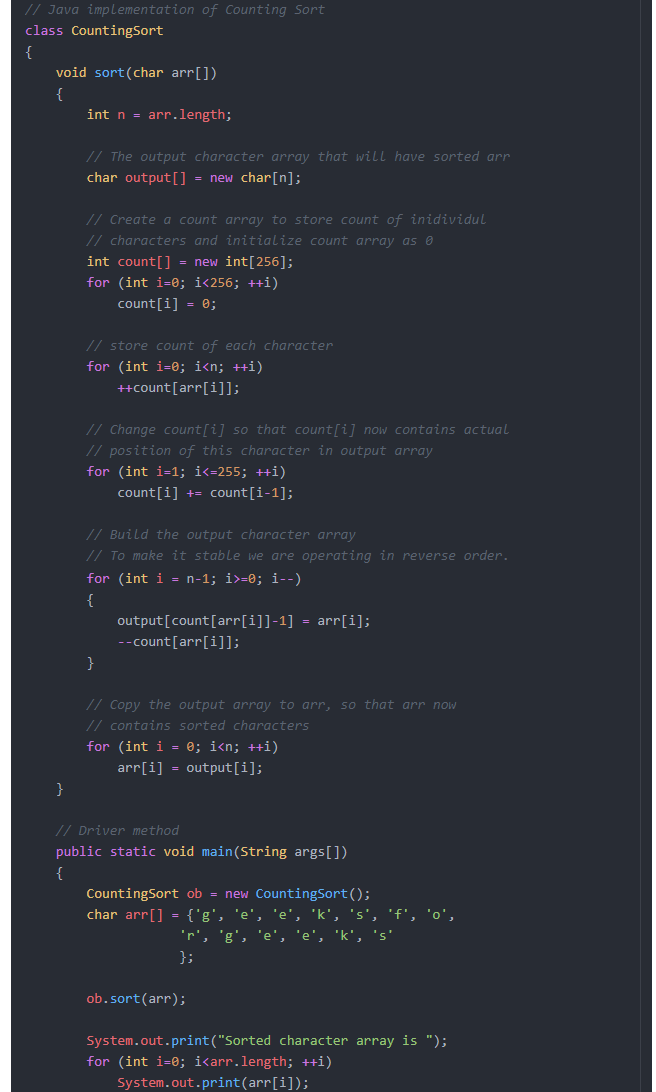 // Java implementation of Counting Sort
class CountingSort
{
    void sort(char arr[])
    {
        int n = arr.length;

        // The output character array that will have sorted arr
        char output[] = new char[n];

        // Create a count array to store count of inidividul
        // characters and initialize count array as 0
        int count[] = new int[256];
        for (int i=0; i<256; ++i)
            count[i] = 0;

        // store count of each character
        for (int i=0; i<n; ++i)
            ++count[arr[i]];

        // Change count[i] so that count[i] now contains actual
        // position of this character in output array
        for (int i=1; i<=255; ++i)
            count[i] += count[i-1];

        // Build the output character array
        // To make it stable we are operating in reverse order.
        for (int i = n-1; i>=0; i--)
        {
            output[count[arr[i]]-1] = arr[i];
            --count[arr[i]];
        }

        // Copy the output array to arr, so that arr now
        // contains sorted characters
        for (int i = 0; i<n; ++i)
            arr[i] = output[i];
    }

    // Driver method
    public static void main(String args[])
    {
        CountingSort ob = new CountingSort();
        char arr[] = {'g', 'e', 'e', 'k', 's', 'f', 'o',
                    'r', 'g', 'e', 'e', 'k', 's'
                    };

        ob.sort(arr);

        System.out.print("Sorted character array is ");
        for (int i=0; i<arr.length; ++i)
            System.out.print(arr[i]);